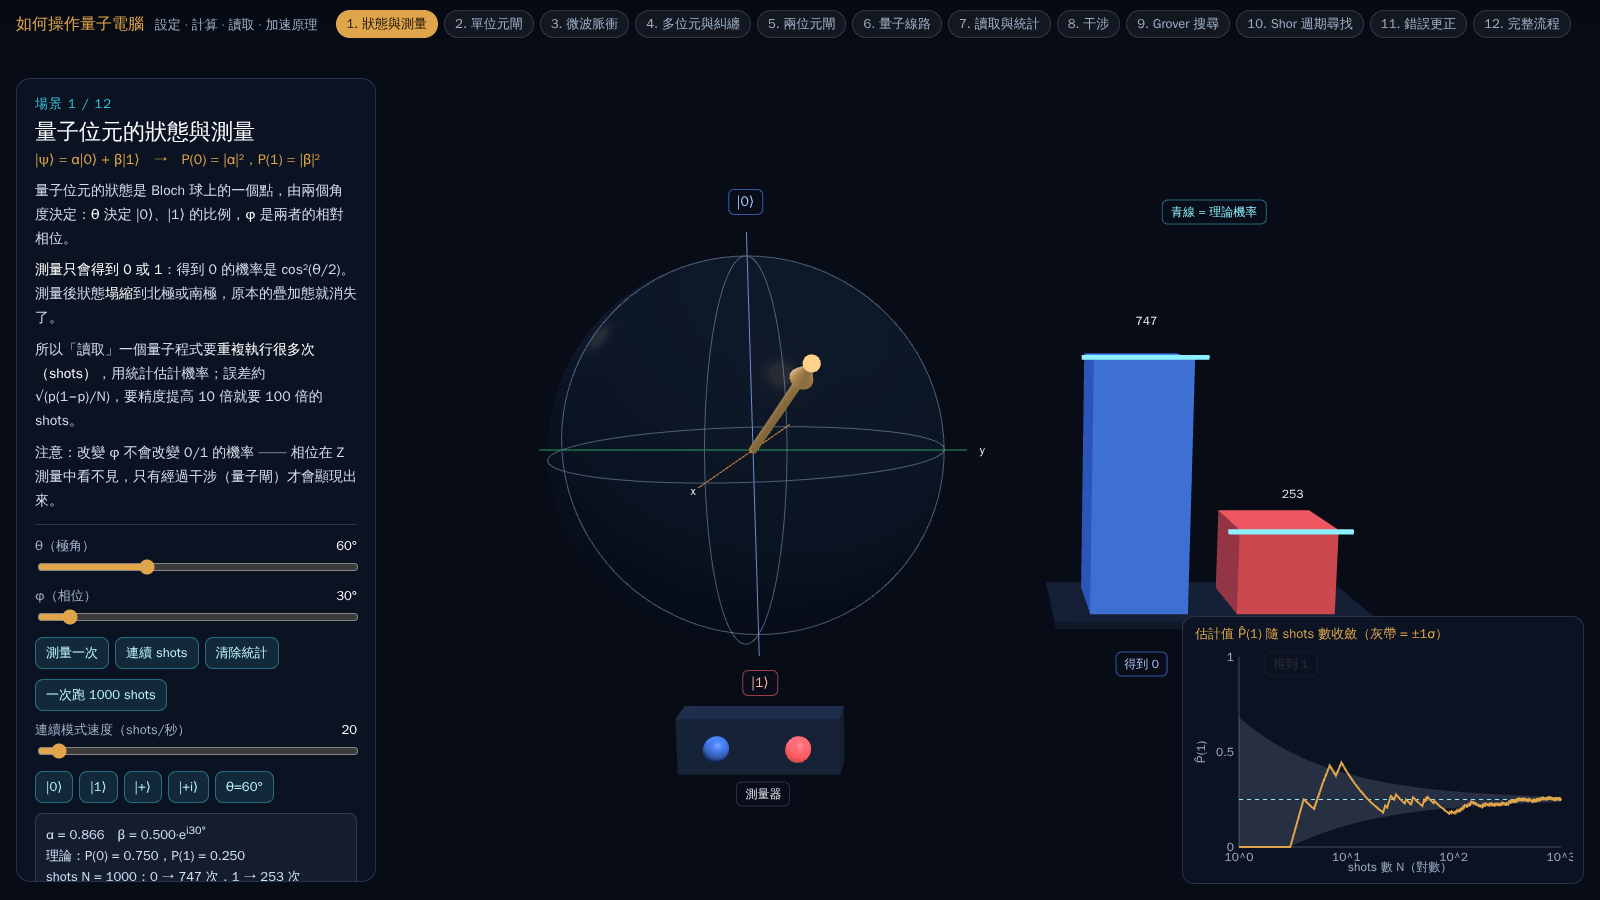 如何操作量子電腦 設定 · 計算 · 讀取 · 加速原理 1. 狀態與測量 2. 單位元閘 3. 微波脈衝 4. 多位元與糾纏 5. 兩位元閘 6. 量子線路 7. 讀取與統計 8. 干涉 9. Grover 搜尋 10. Shor 週期尋找 11. 錯誤更正 12. 完整流程
場景 1 / 12
量子位元的狀態與測量
|ψ⟩ = α|0⟩ + β|1⟩ → P(0) = |α|²，P(1) = |β|²
量子位元的狀態是 Bloch 球上的一個點，由兩個角
度決定：θ 決定 |0⟩、|1⟩ 的比例，φ 是兩者的相對
相位。
測量只會得到 0 或 1：得到 0 的機率是 cos²(θ/2)。
測量後狀態塌縮到北極或南極，原本的疊加態就消失
了。
所以「讀取」一個量子程式要重複執行很多次
（shots），用統計估計機率；誤差約
√(p(1−p)/N)，要精度提高 10 倍就要 100 倍的
shots。
注意：改變 φ 不會改變 0/1 的機率 —— 相位在 Z
測量中看不見，只有經過干涉（量子閘）才會顯現出
來。
θ（極角） 60°
φ（相位） 30°
測量一次 連續 shots 清除統計
一次跑 1000 shots
連續模式速度（shots/秒） 20
|0⟩ |1⟩ |+⟩ |+i⟩ θ=60°
α = 0.866 β = 0.500·e^i30°
理論：P(0) = 0.750，P(1) = 0.250
shots N = 1000：0 → 747 次，1 → 253 次
|0⟩
y
x
|1⟩
測量器
青線 = 理論機率
747
253
得到 0
得到 1
估計值 P̂(1) 隨 shots 數收斂（灰帶 = ±1σ）
1
0.5
0
P̂(1)
10^0 10^1 10^2 10^3
shots 數 N（對數）